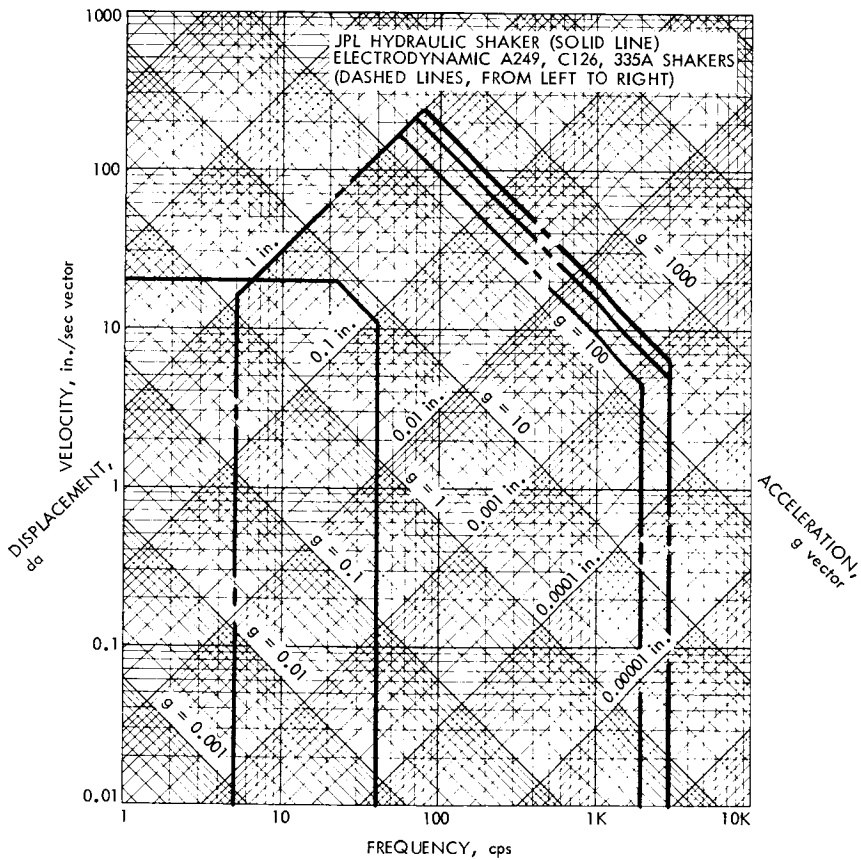 JPL HYDRAULIC SHAKER (SOLID LINE)
ELECTRODYNAMIC A249, C126, 335A SHAKERS
(DASHED LINES, FROM LEFT TO RIGHT)
1000
100
10
1
0.1
0.01
VELOCITY, in./sec vector
DISPLACEMENT,
da
1 in.
0.1 in.
0.01 in.
0.001 in.
0.0001 in.
0.00001 in.
g = 1000
g = 100
g = 10
g = 1
g = 0.1
g = 0.01
g = 0.001
ACCELERATION,
g vector
1
10
100
1K
10K
FREQUENCY, cps